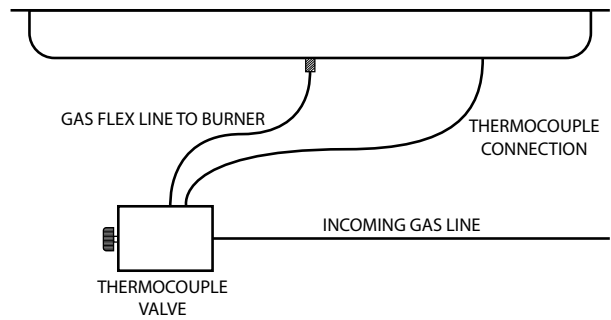 GAS FLEX LINE TO BURNER
THERMOCOUPLE
CONNECTION
INCOMING GAS LINE
THERMOCOUPLE
VALVE